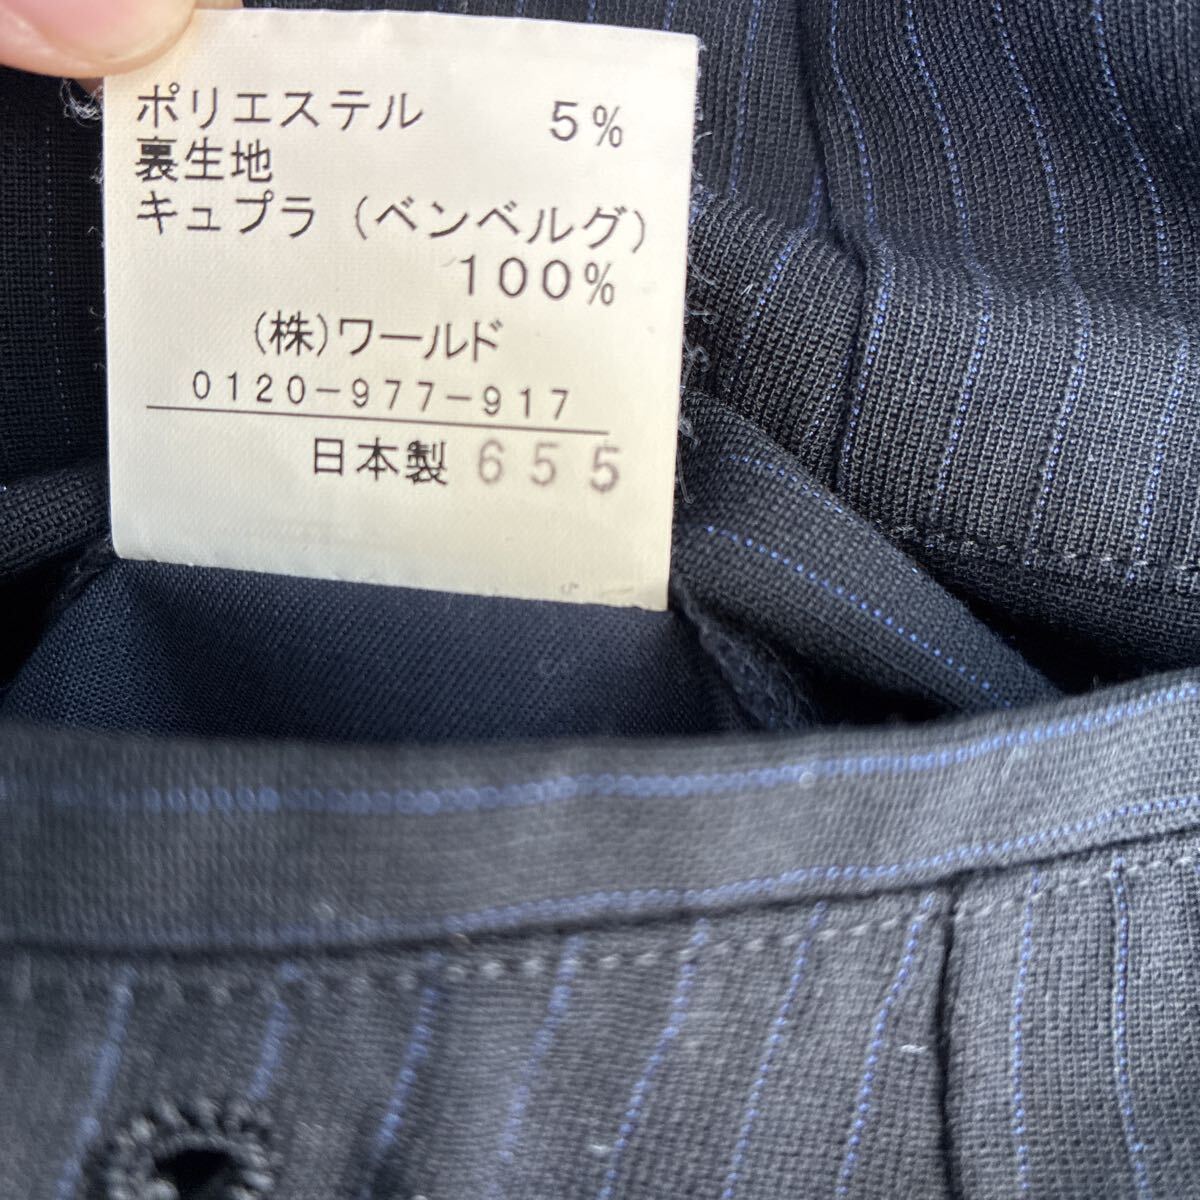 ポリエステル 5%
裏生地
キュプラ (ベンベルグ)
100%
(株)ワールド
0120-977-917
日本製 655